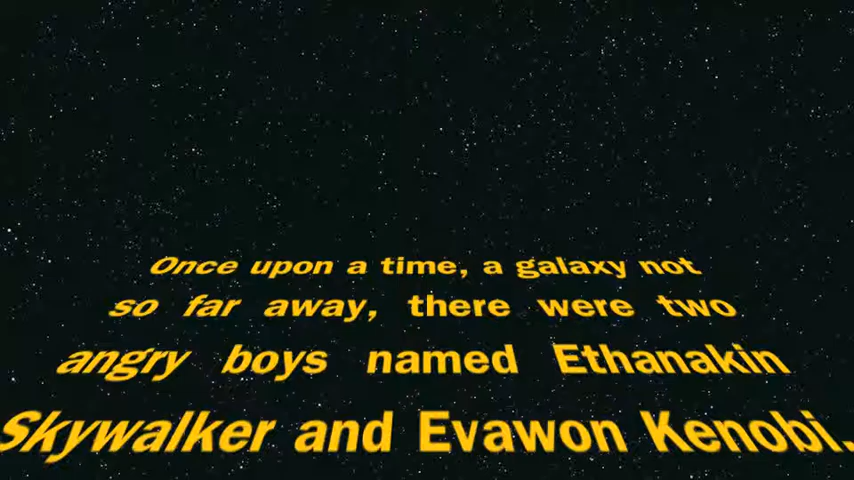 Once upon a time, a galaxy not
so far away, there were two
angry boys named Ethanakin
Skywalker and Evawon Kenobi.